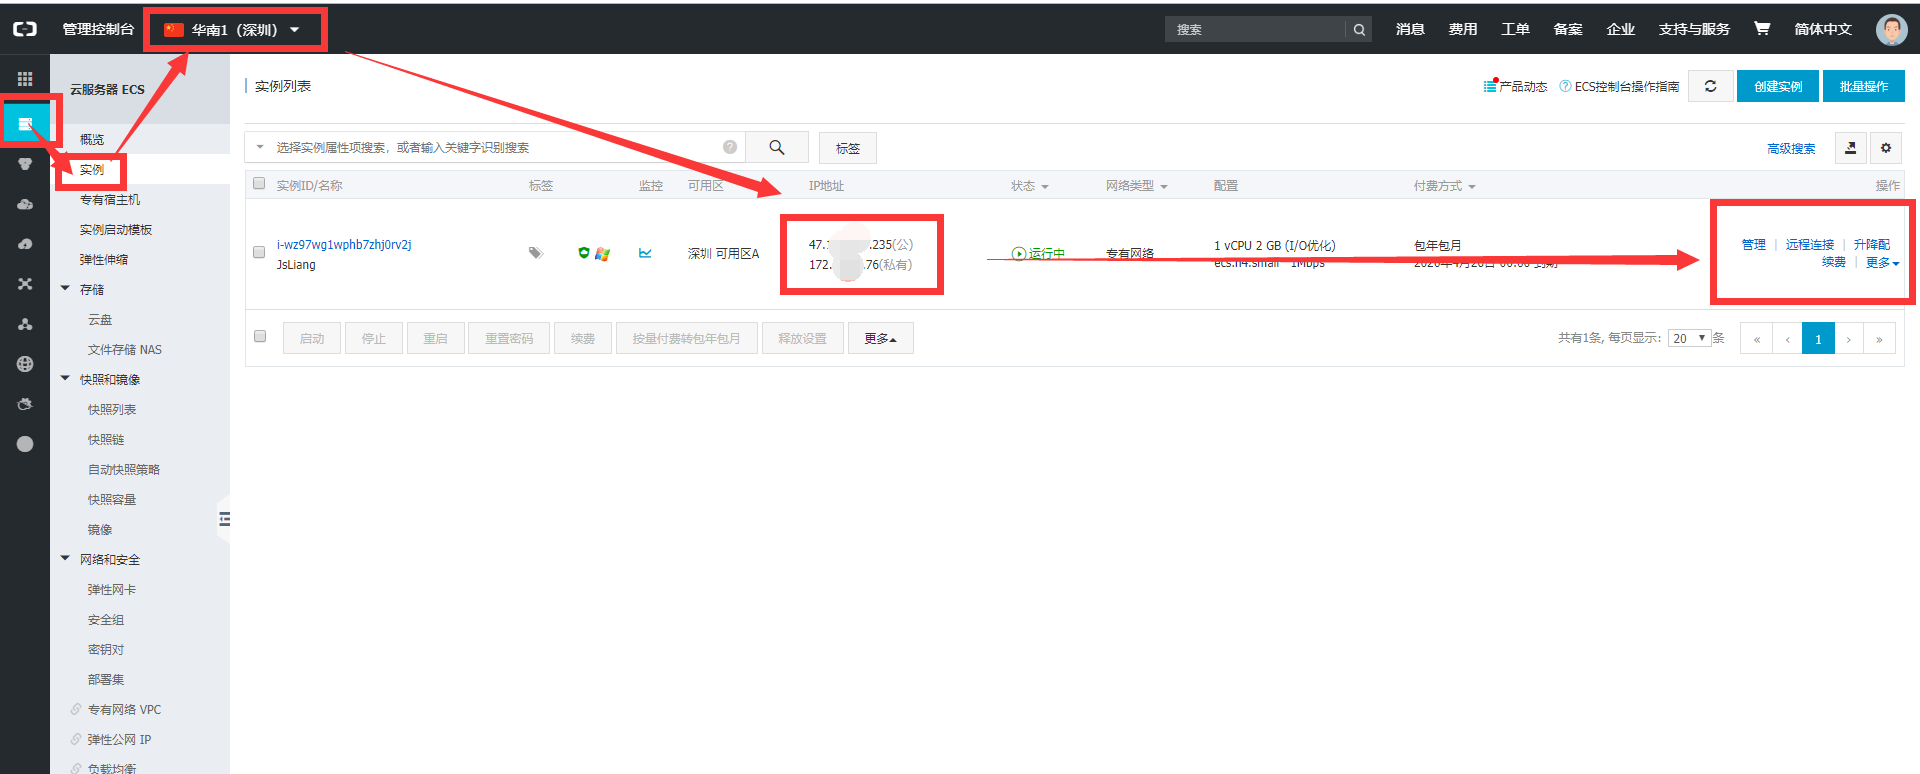 管理控制台
华南1（深圳）
搜索
消息
费用
工单
备案
企业
支持与服务
简体中文
云服务器 ECS
概览
实例
专有宿主机
实例启动模板
弹性伸缩
存储
云盘
文件存储 NAS
快照和镜像
快照列表
快照链
自动快照策略
快照容量
镜像
网络和安全
弹性网卡
安全组
密钥对
部署集
专有网络 VPC
弹性公网 IP
负载均衡
实例列表
产品动态
ECS控制台操作指南
创建实例
批量操作
选择实例属性项搜索，或者输入关键字识别搜索
标签
高级搜索
实例ID/名称 标签 监控 可用区 IP地址 状态 网络类型 配置 付费方式 操作
i-wz97wg1wphb7zhj0rv2j
JsLiang
深圳 可用区A
47.1 .235(公)
172. .76(私有)
运行中
专有网络
1 vCPU 2 GB (I/O优化)
ecs.n4.small 1Mbps
包年包月
2020年4月26日 00:00 到期
管理 | 远程连接 | 升降配
续费 | 更多
启动 停止 重启 重置密码 续费 按量付费转包年包月 释放设置 更多
共有1条, 每页显示: 20 条 « ‹ 1 › »